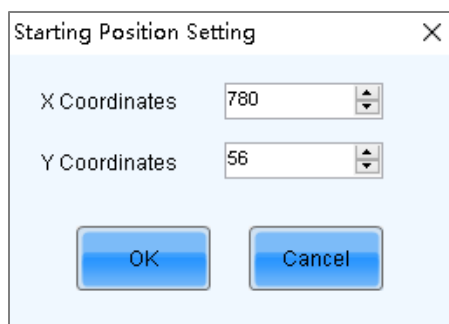 Starting Position Setting
X Coordinates 780
Y Coordinates 56
OK Cancel